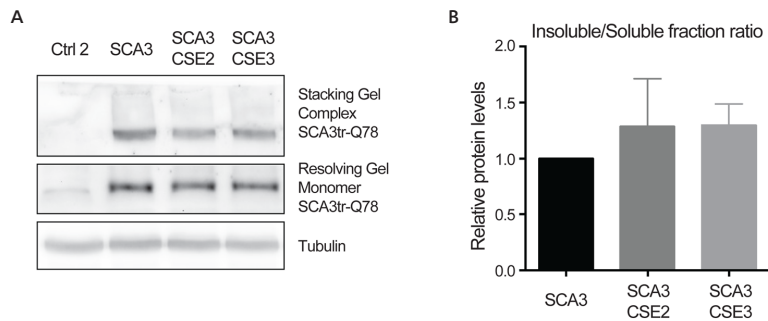 A
Ctrl 2
SCA3
SCA3
CSE2
SCA3
CSE3
Stacking Gel
Complex
SCA3tr-Q78
Resolving Gel
Monomer
SCA3tr-Q78
Tubulin
B
Insoluble/Soluble fraction ratio
Relative protein levels
2.0
1.5
1.0
0.5
0.0
SCA3
SCA3
CSE2
SCA3
CSE3